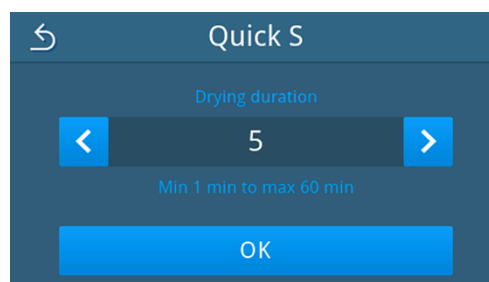 Quick S
Drying duration
5
Min 1 min to max 60 min
OK